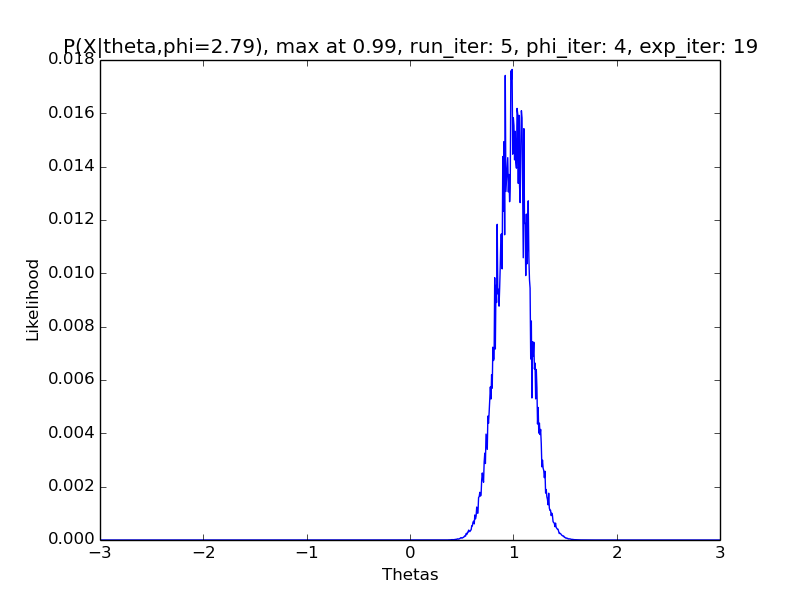 P(X|theta,phi=2.79), max at 0.99, run_iter: 5, phi_iter: 4, exp_iter: 19
0.018
0.016
0.014
0.012
0.010
0.008
0.006
0.004
0.002
0.000
Likelihood
−3 −2 −1 0 1 2 3
Thetas